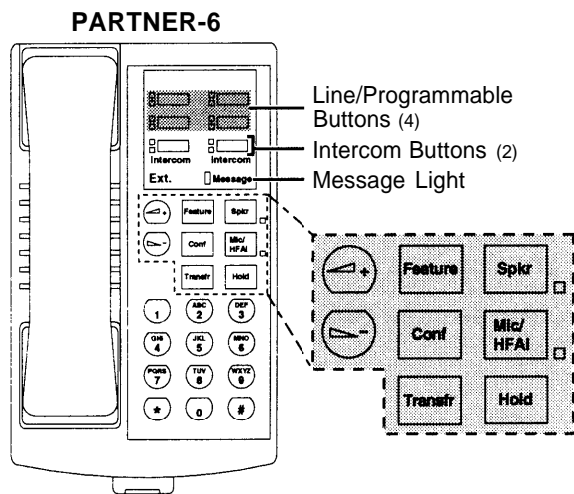 PARTNER-6
Line/Programmable
Buttons (4)
Intercom Buttons (2)
Message Light
Intercom Intercom
Ext. Message
+ Feature Spkr
- Conf Mic/
HFAI
Transfr Hold
1 ABC 2 DEF 3
GHI 4 JKL 5 MNO 6
PQRS 7 TUV 8 WXYZ 9
* 0 #
+ Feature Spkr
- Conf Mic/
HFAI
Transfr Hold